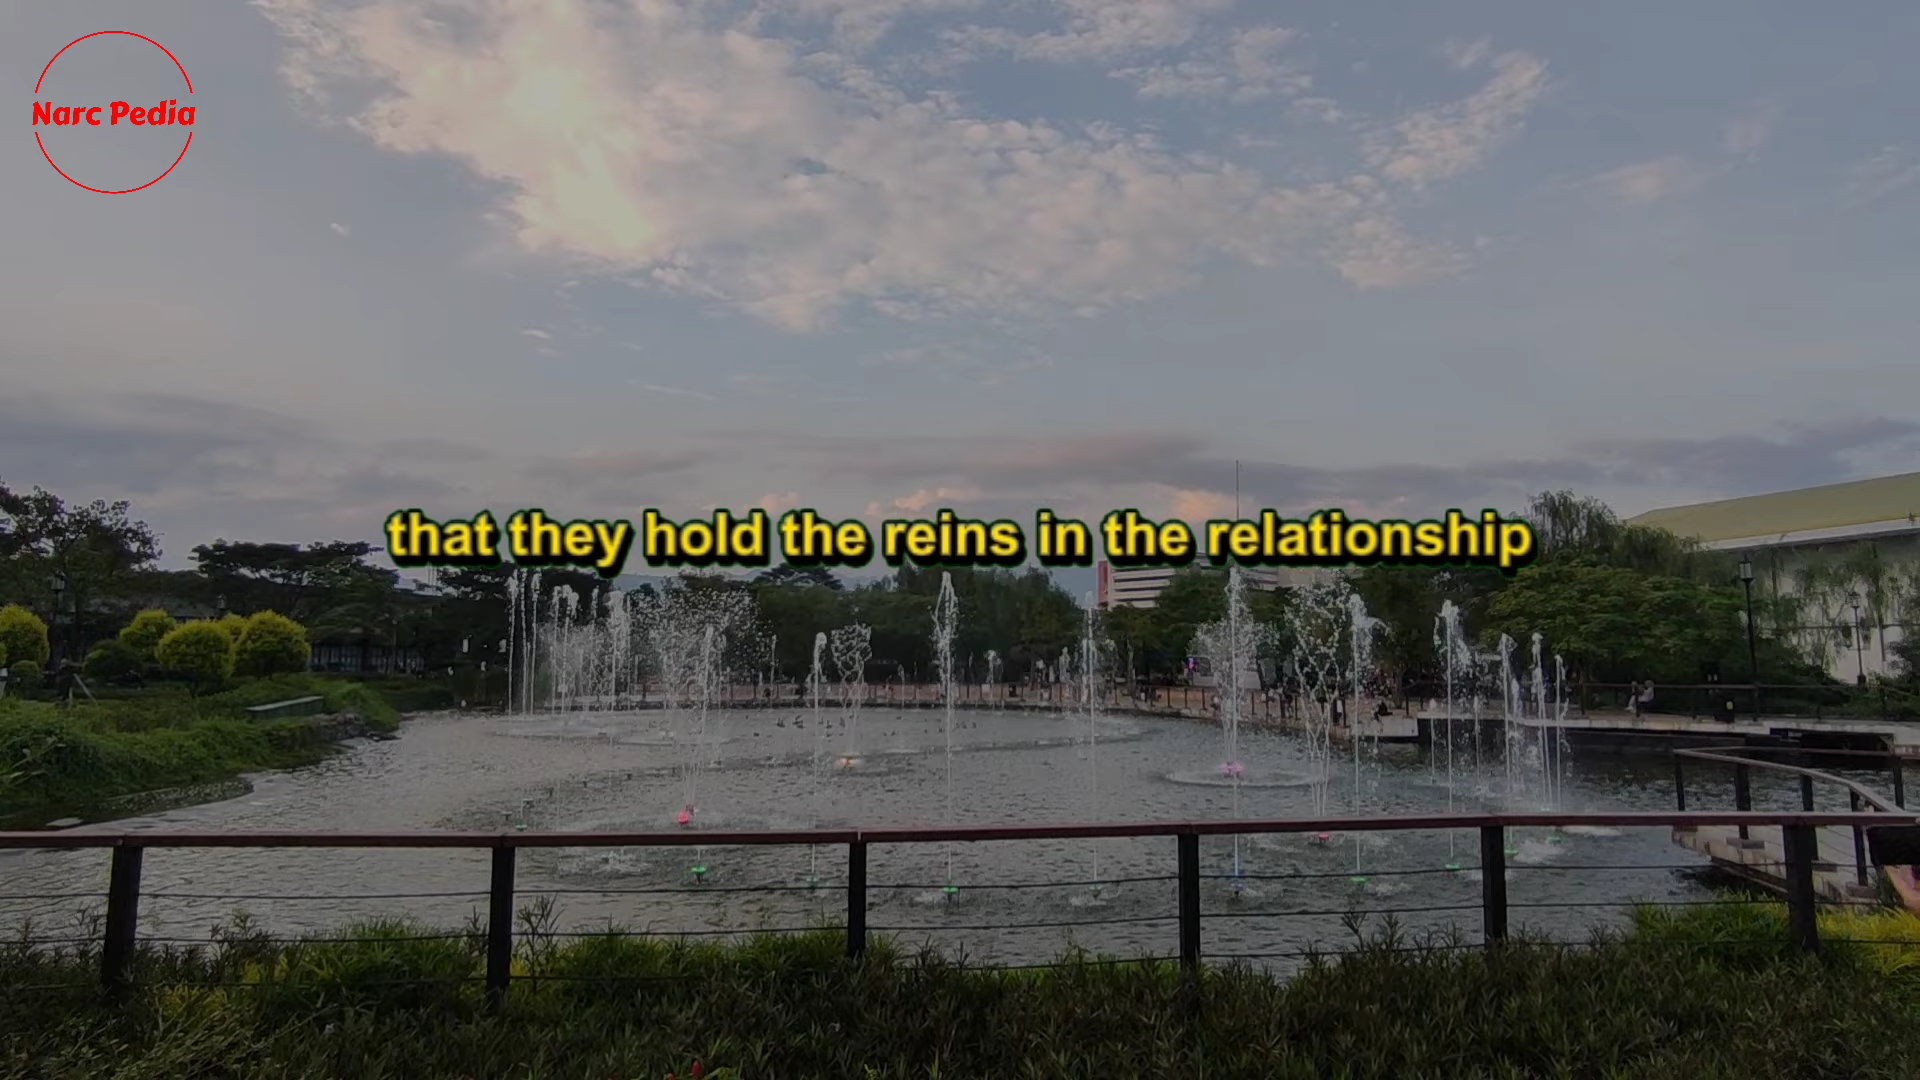 Narc Pedia
that they hold the reins in the relationship